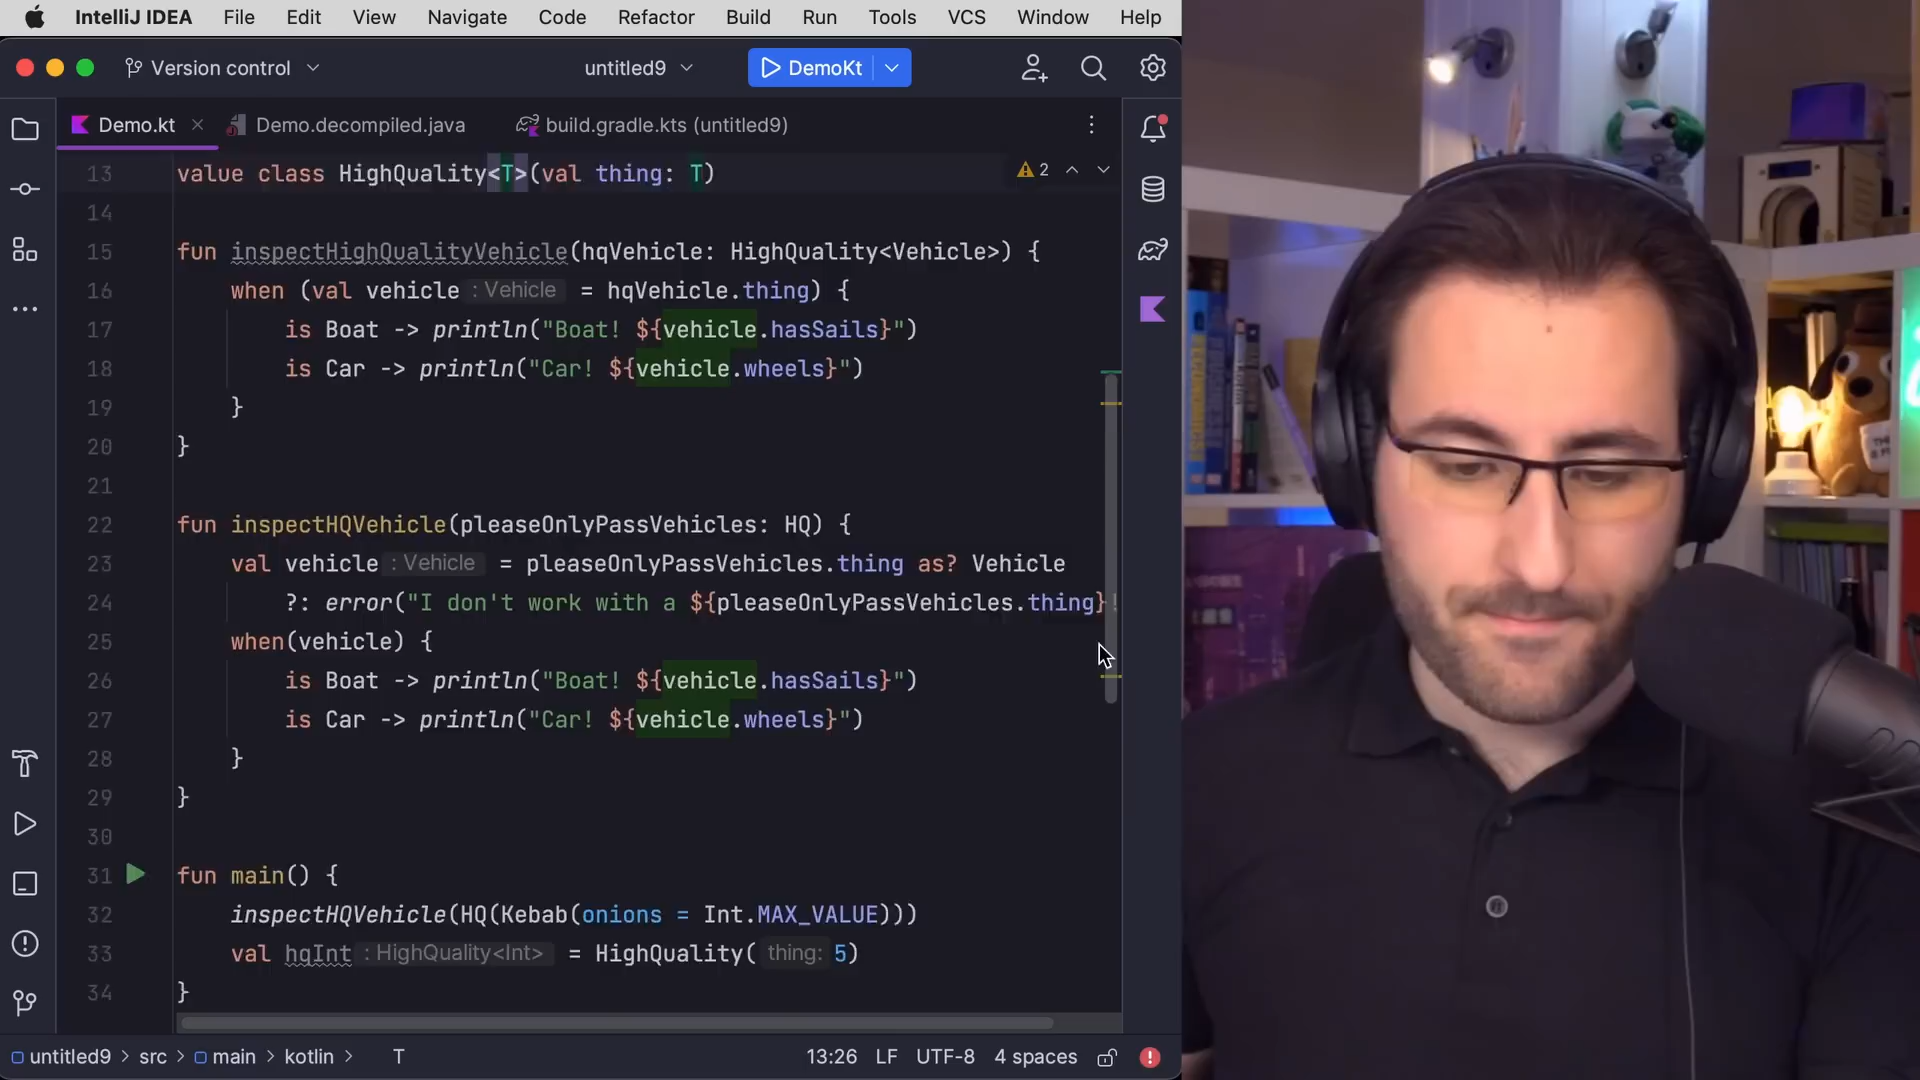 IntelliJ IDEA File Edit View Navigate Code Refactor Build Run Tools VCS Window Help
Version control untitled9 DemoKt
Demo.kt Demo.decompiled.java build.gradle.kts (untitled9)
13 value class HighQuality<T>(val thing: T) 2
14
15 fun inspectHighQualityVehicle(hqVehicle: HighQuality<Vehicle>) {
16 when (val vehicle : Vehicle = hqVehicle.thing) {
17 is Boat -> println("Boat! ${vehicle.hasSails}")
18 is Car -> println("Car! ${vehicle.wheels}")
19 }
20 }
21
22 fun inspectHQVehicle(pleaseOnlyPassVehicles: HQ) {
23 val vehicle : Vehicle = pleaseOnlyPassVehicles.thing as? Vehicle
24 ?: error("I don't work with a ${pleaseOnlyPassVehicles.thing}!
25 when(vehicle) {
26 is Boat -> println("Boat! ${vehicle.hasSails}")
27 is Car -> println("Car! ${vehicle.wheels}")
28 }
29 }
30
31 fun main() {
32 inspectHQVehicle(HQ(Kebab(onions = Int.MAX_VALUE)))
33 val hqInt : HighQuality<Int> = HighQuality( thing: 5)
34 }
untitled9 > src > main > kotlin > T 13:26 LF UTF-8 4 spaces